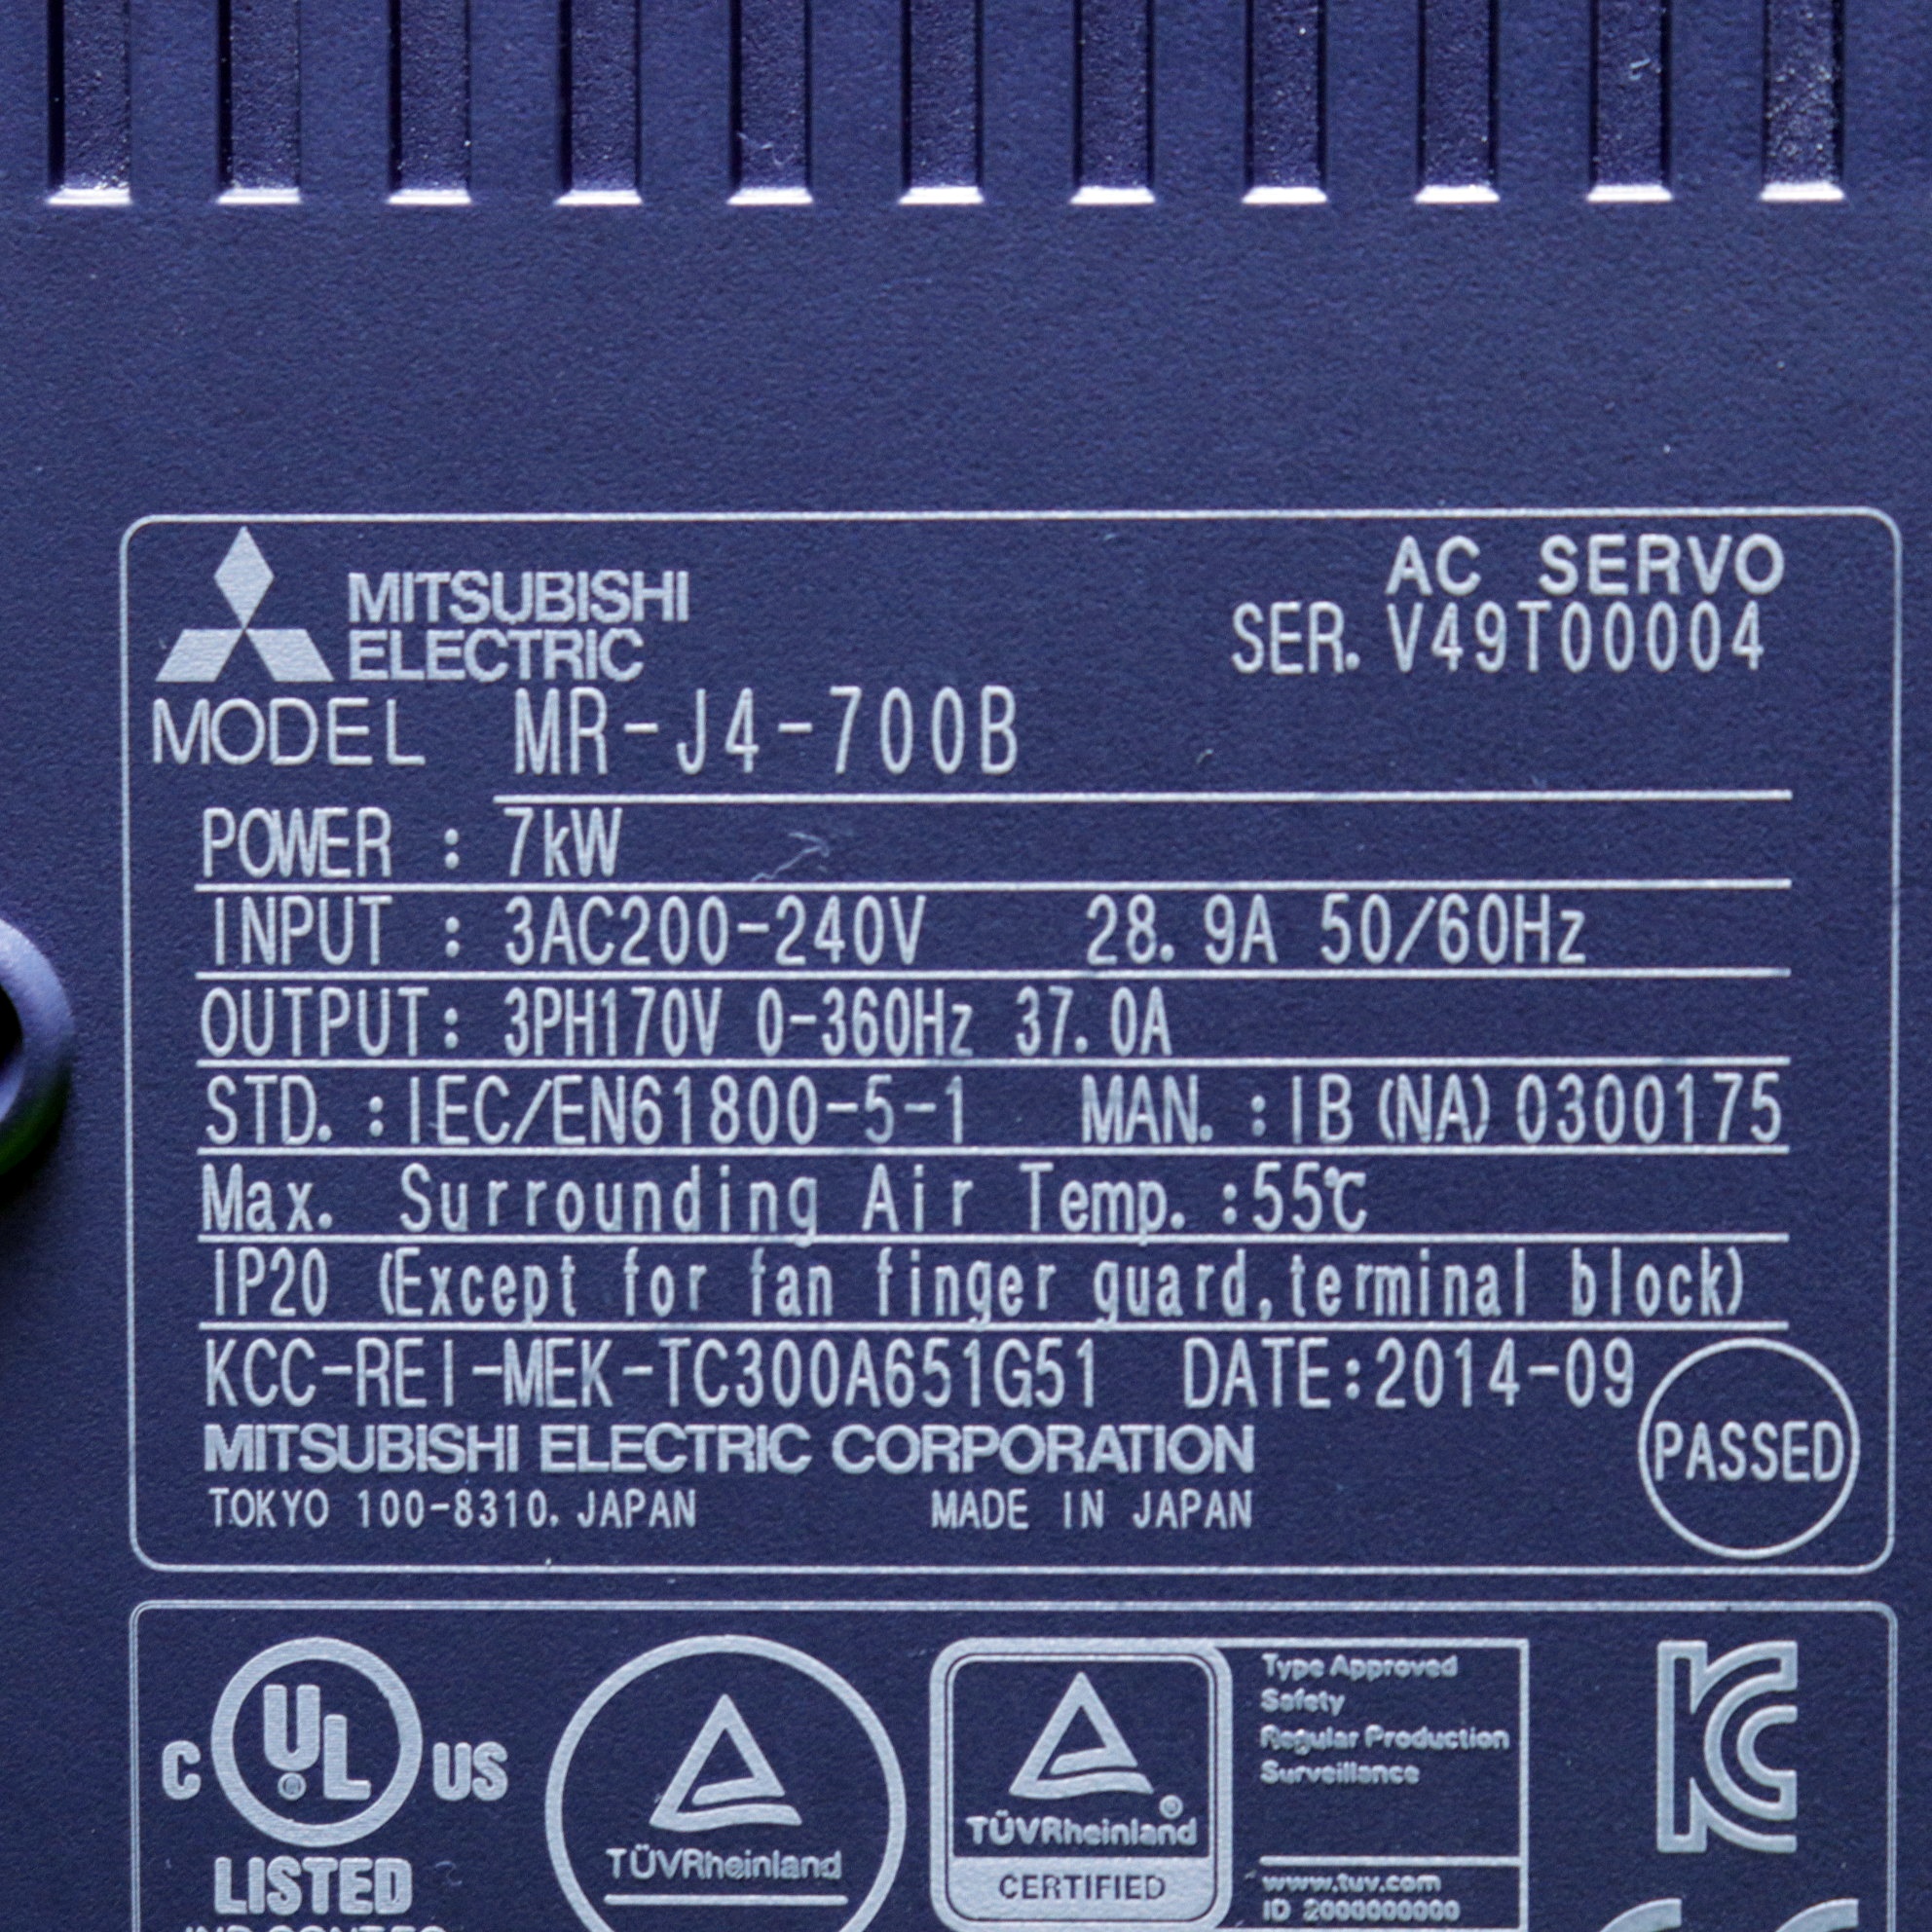 MITSUBISHI
ELECTRIC
AC SERVO
SER. V49T00004
MODEL MR-J4-700B
POWER : 7kW
INPUT : 3AC200-240V 28.9A 50/60Hz
OUTPUT: 3PH170V 0-360Hz 37.0A
STD. :IEC/EN61800-5-1 MAN. :IB(NA)0300175
Max. Surrounding Air Temp. :55℃
IP20 (Except for fan finger guard,terminal block)
KCC-REI-MEK-TC300A651G51 DATE:2014-09
PASSED
MITSUBISHI ELECTRIC CORPORATION
TOKYO 100-8310, JAPAN MADE IN JAPAN
C UL ® US
LISTED
TÜVRheinland
TÜVRheinland ®
CERTIFIED
Type Approved
Safety
Regular Production
Surveillance
www.tuv.com
ID 2000000000
KC